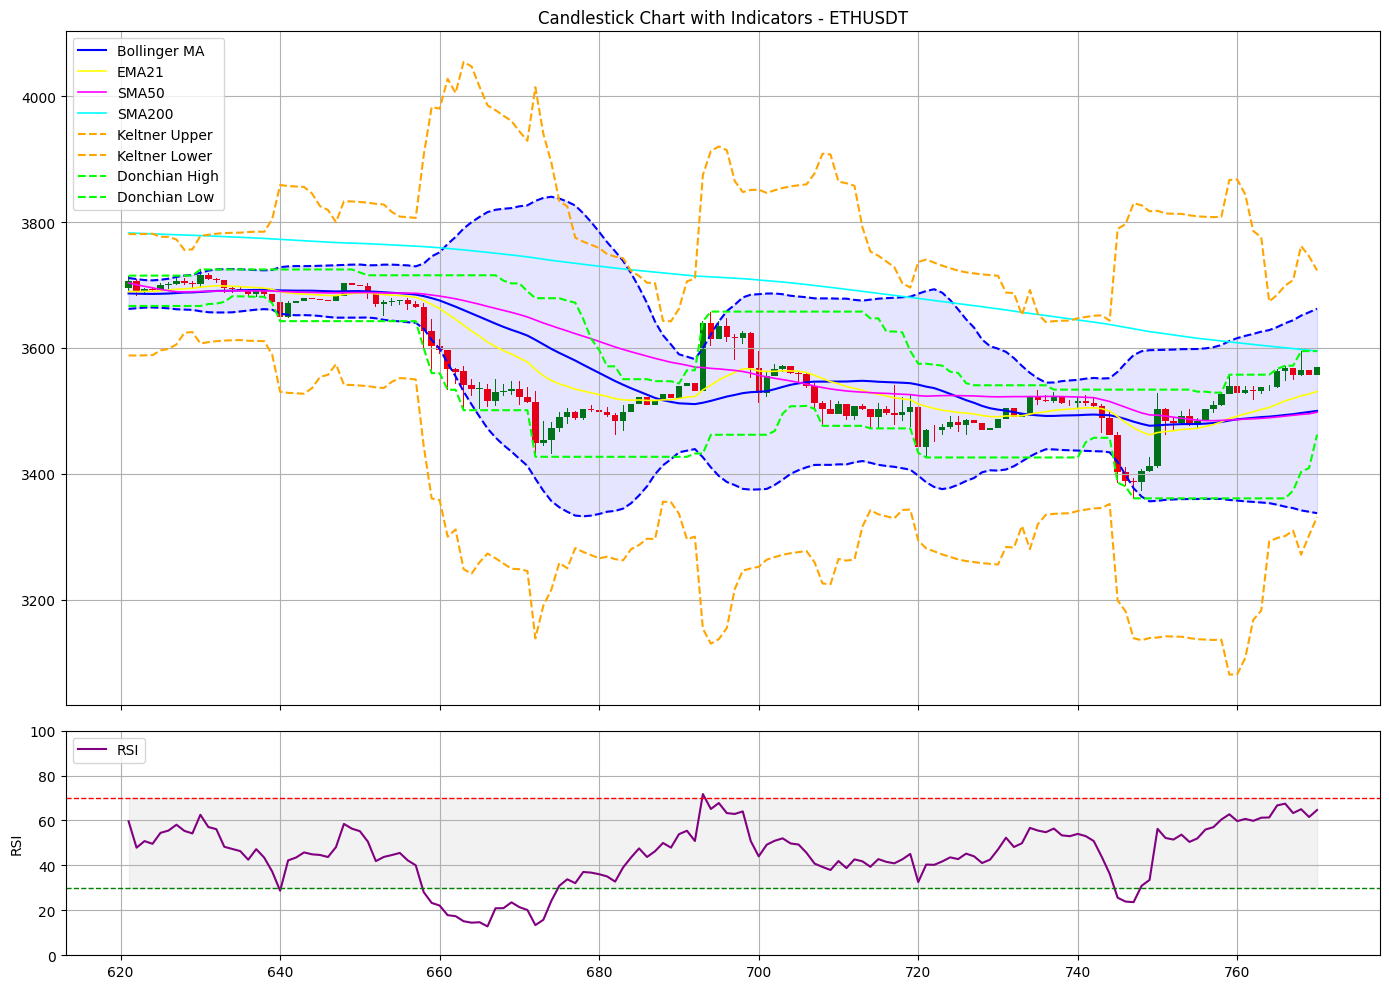 Candlestick Chart with Indicators - ETHUSDT
Bollinger MA
EMA21
SMA50
SMA200
Keltner Upper
Keltner Lower
Donchian High
Donchian Low
4000
3800
3600
3400
3200
RSI
100
80
60
40
20
0
RSI
620
640
660
680
700
720
740
760